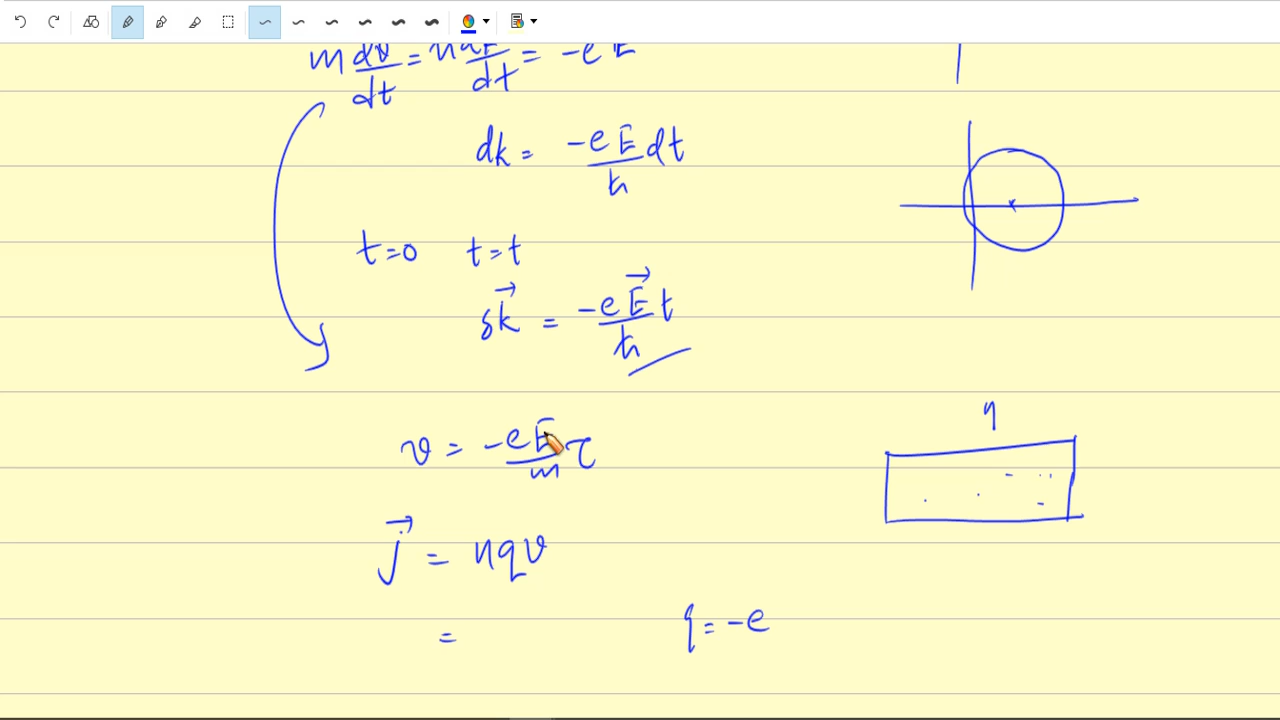 m dv/dt = ħ dk/dt = -eE
dk = -eE/ħ dt
t=0 t=t
δk⃗ = -eE⃗t/ħ
v = -eE/m τ
n
j⃗ = nqv
= q = -e